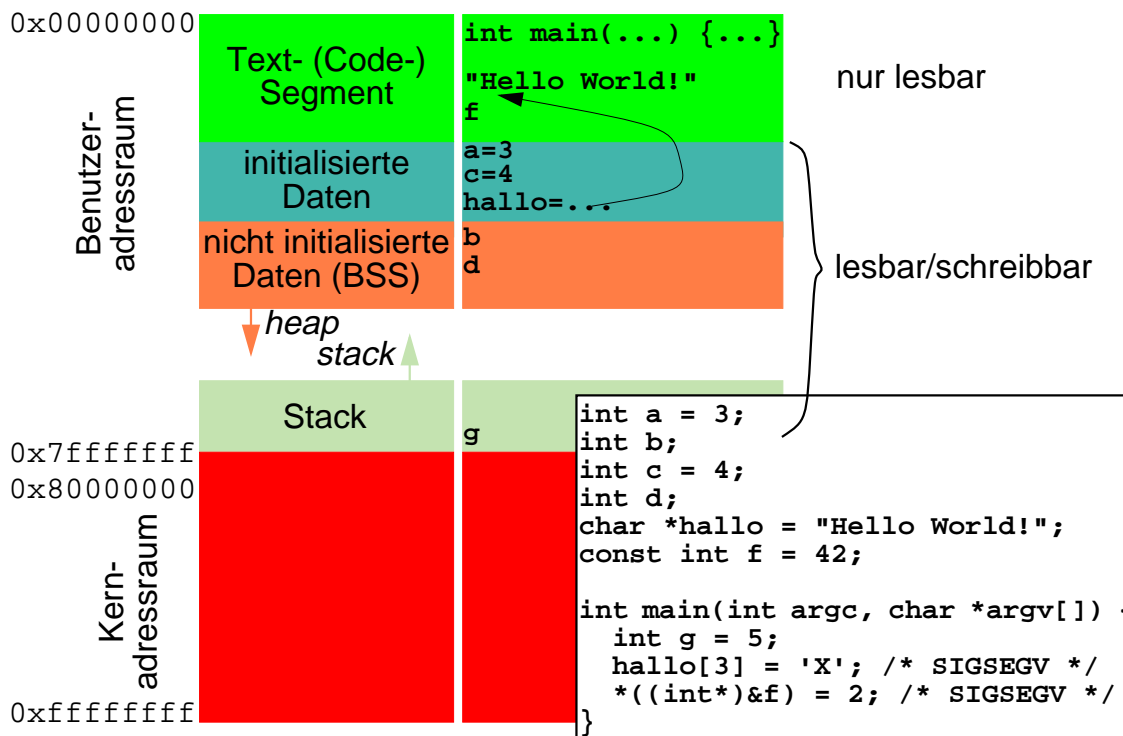 0x00000000
Text- (Code-)
Segment
int main(...) {...}
"Hello World!"
f
nur lesbar
Benutzer-
adressraum
initialisierte
Daten
a=3
c=4
hallo=...
nicht initialisierte
Daten (BSS)
b
d
lesbar/schreibbar
heap
stack
Stack
g
0x7fffffff
0x80000000
Kern-
adressraum
0xffffffff
int a = 3;
int b;
int c = 4;
int d;
char *hallo = "Hello World!";
const int f = 42;
int main(int argc, char *argv[]) {
int g = 5;
hallo[3] = 'X'; /* SIGSEGV */
*((int*)&f) = 2; /* SIGSEGV */
}